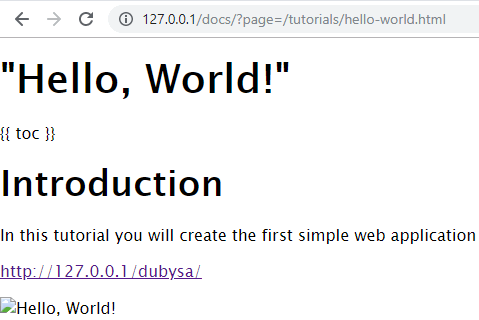 127.0.0.1/docs/?page=/tutorials/hello-world.html
"Hello, World!"
{{ toc }}
Introduction
In this tutorial you will create the first simple web application
http://127.0.0.1/dubysa/
Hello, World!